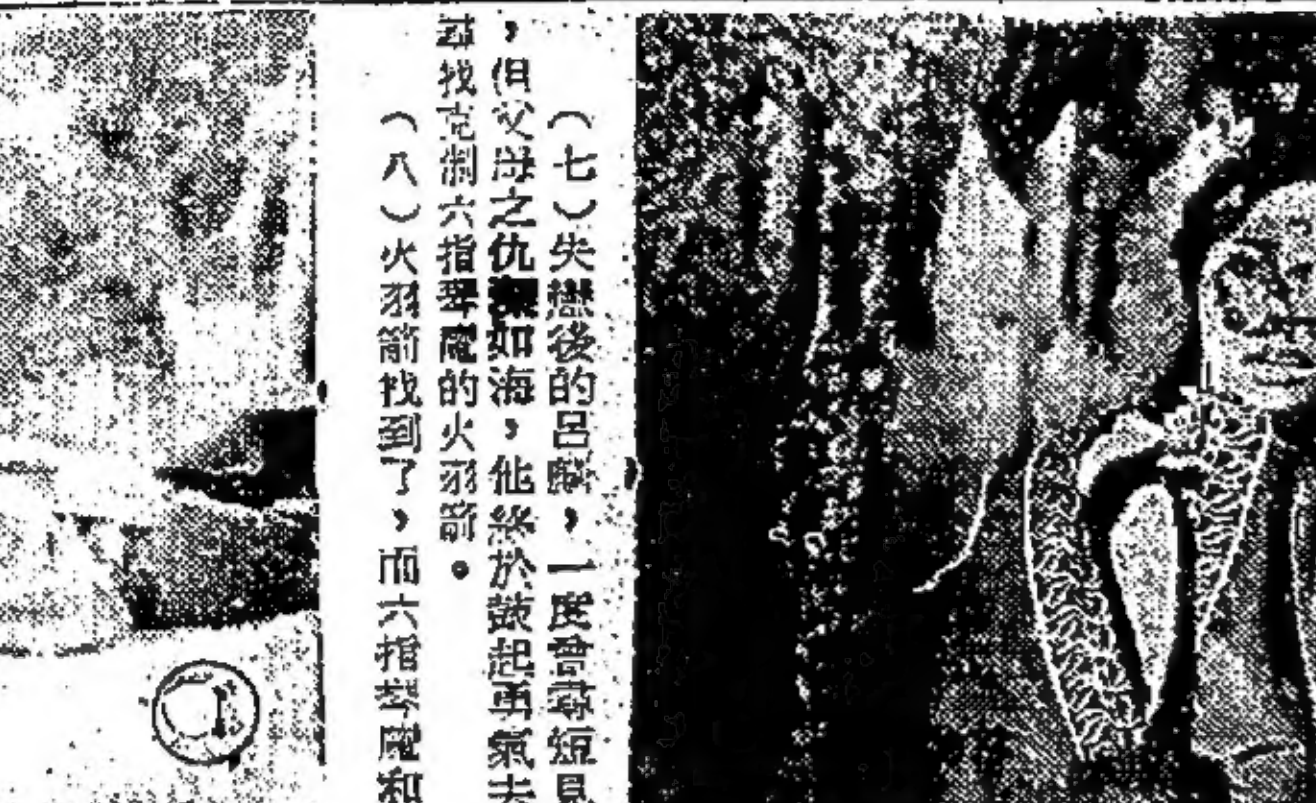 （七）失戀後的呂麟，一度曾尋短見
，但父母之仇深如海，他終於鼓起勇氣去
尋找克制六指琴魔的火羽箭。
（八）火羽箭找到了，而六指琴魔和